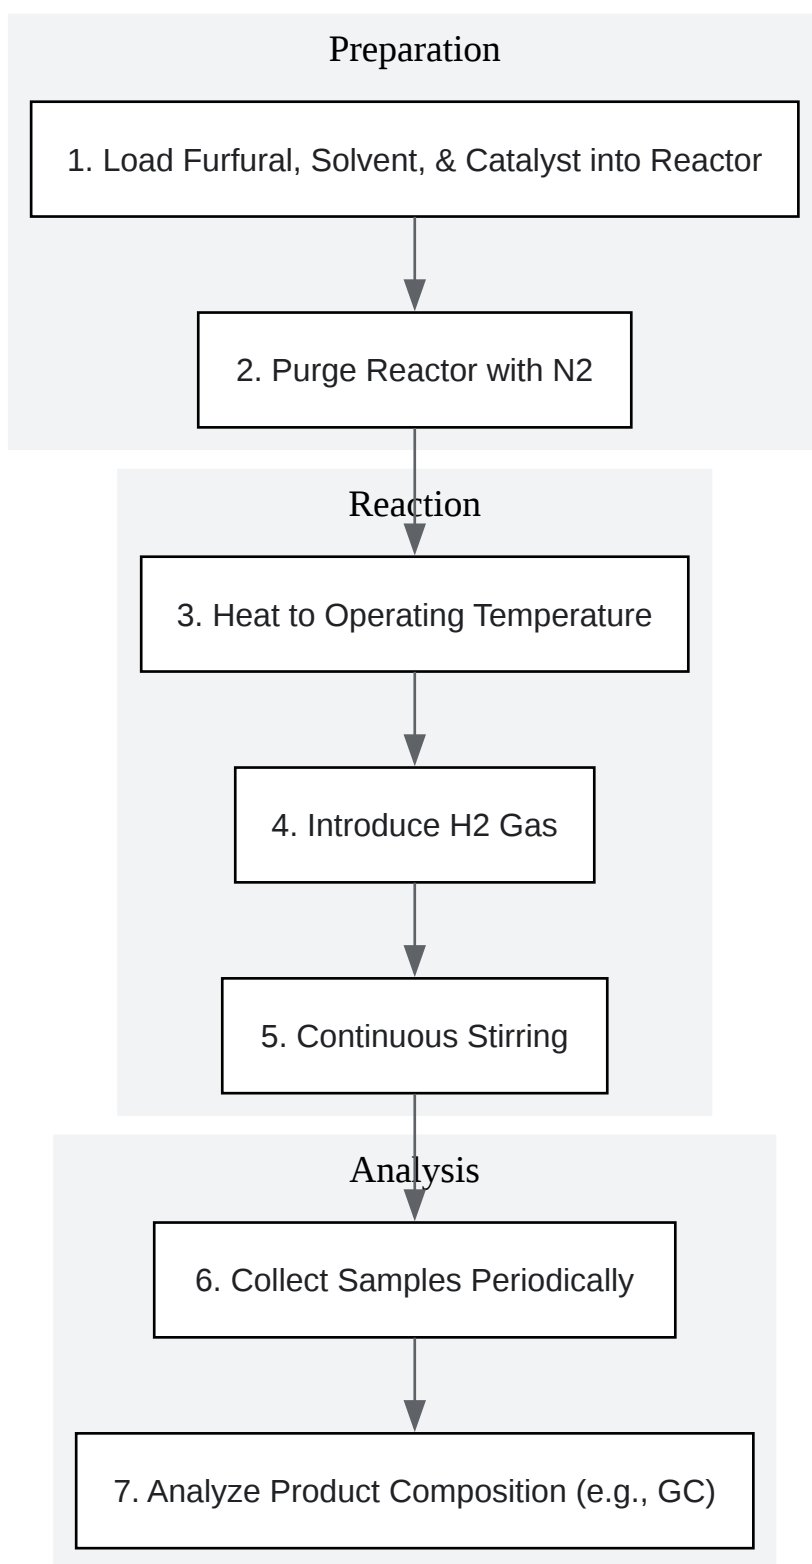 Preparation
1. Load Furfural, Solvent, & Catalyst into Reactor
2. Purge Reactor with N2
Reaction
3. Heat to Operating Temperature
4. Introduce H2 Gas
5. Continuous Stirring
Analysis
6. Collect Samples Periodically
7. Analyze Product Composition (e.g., GC)